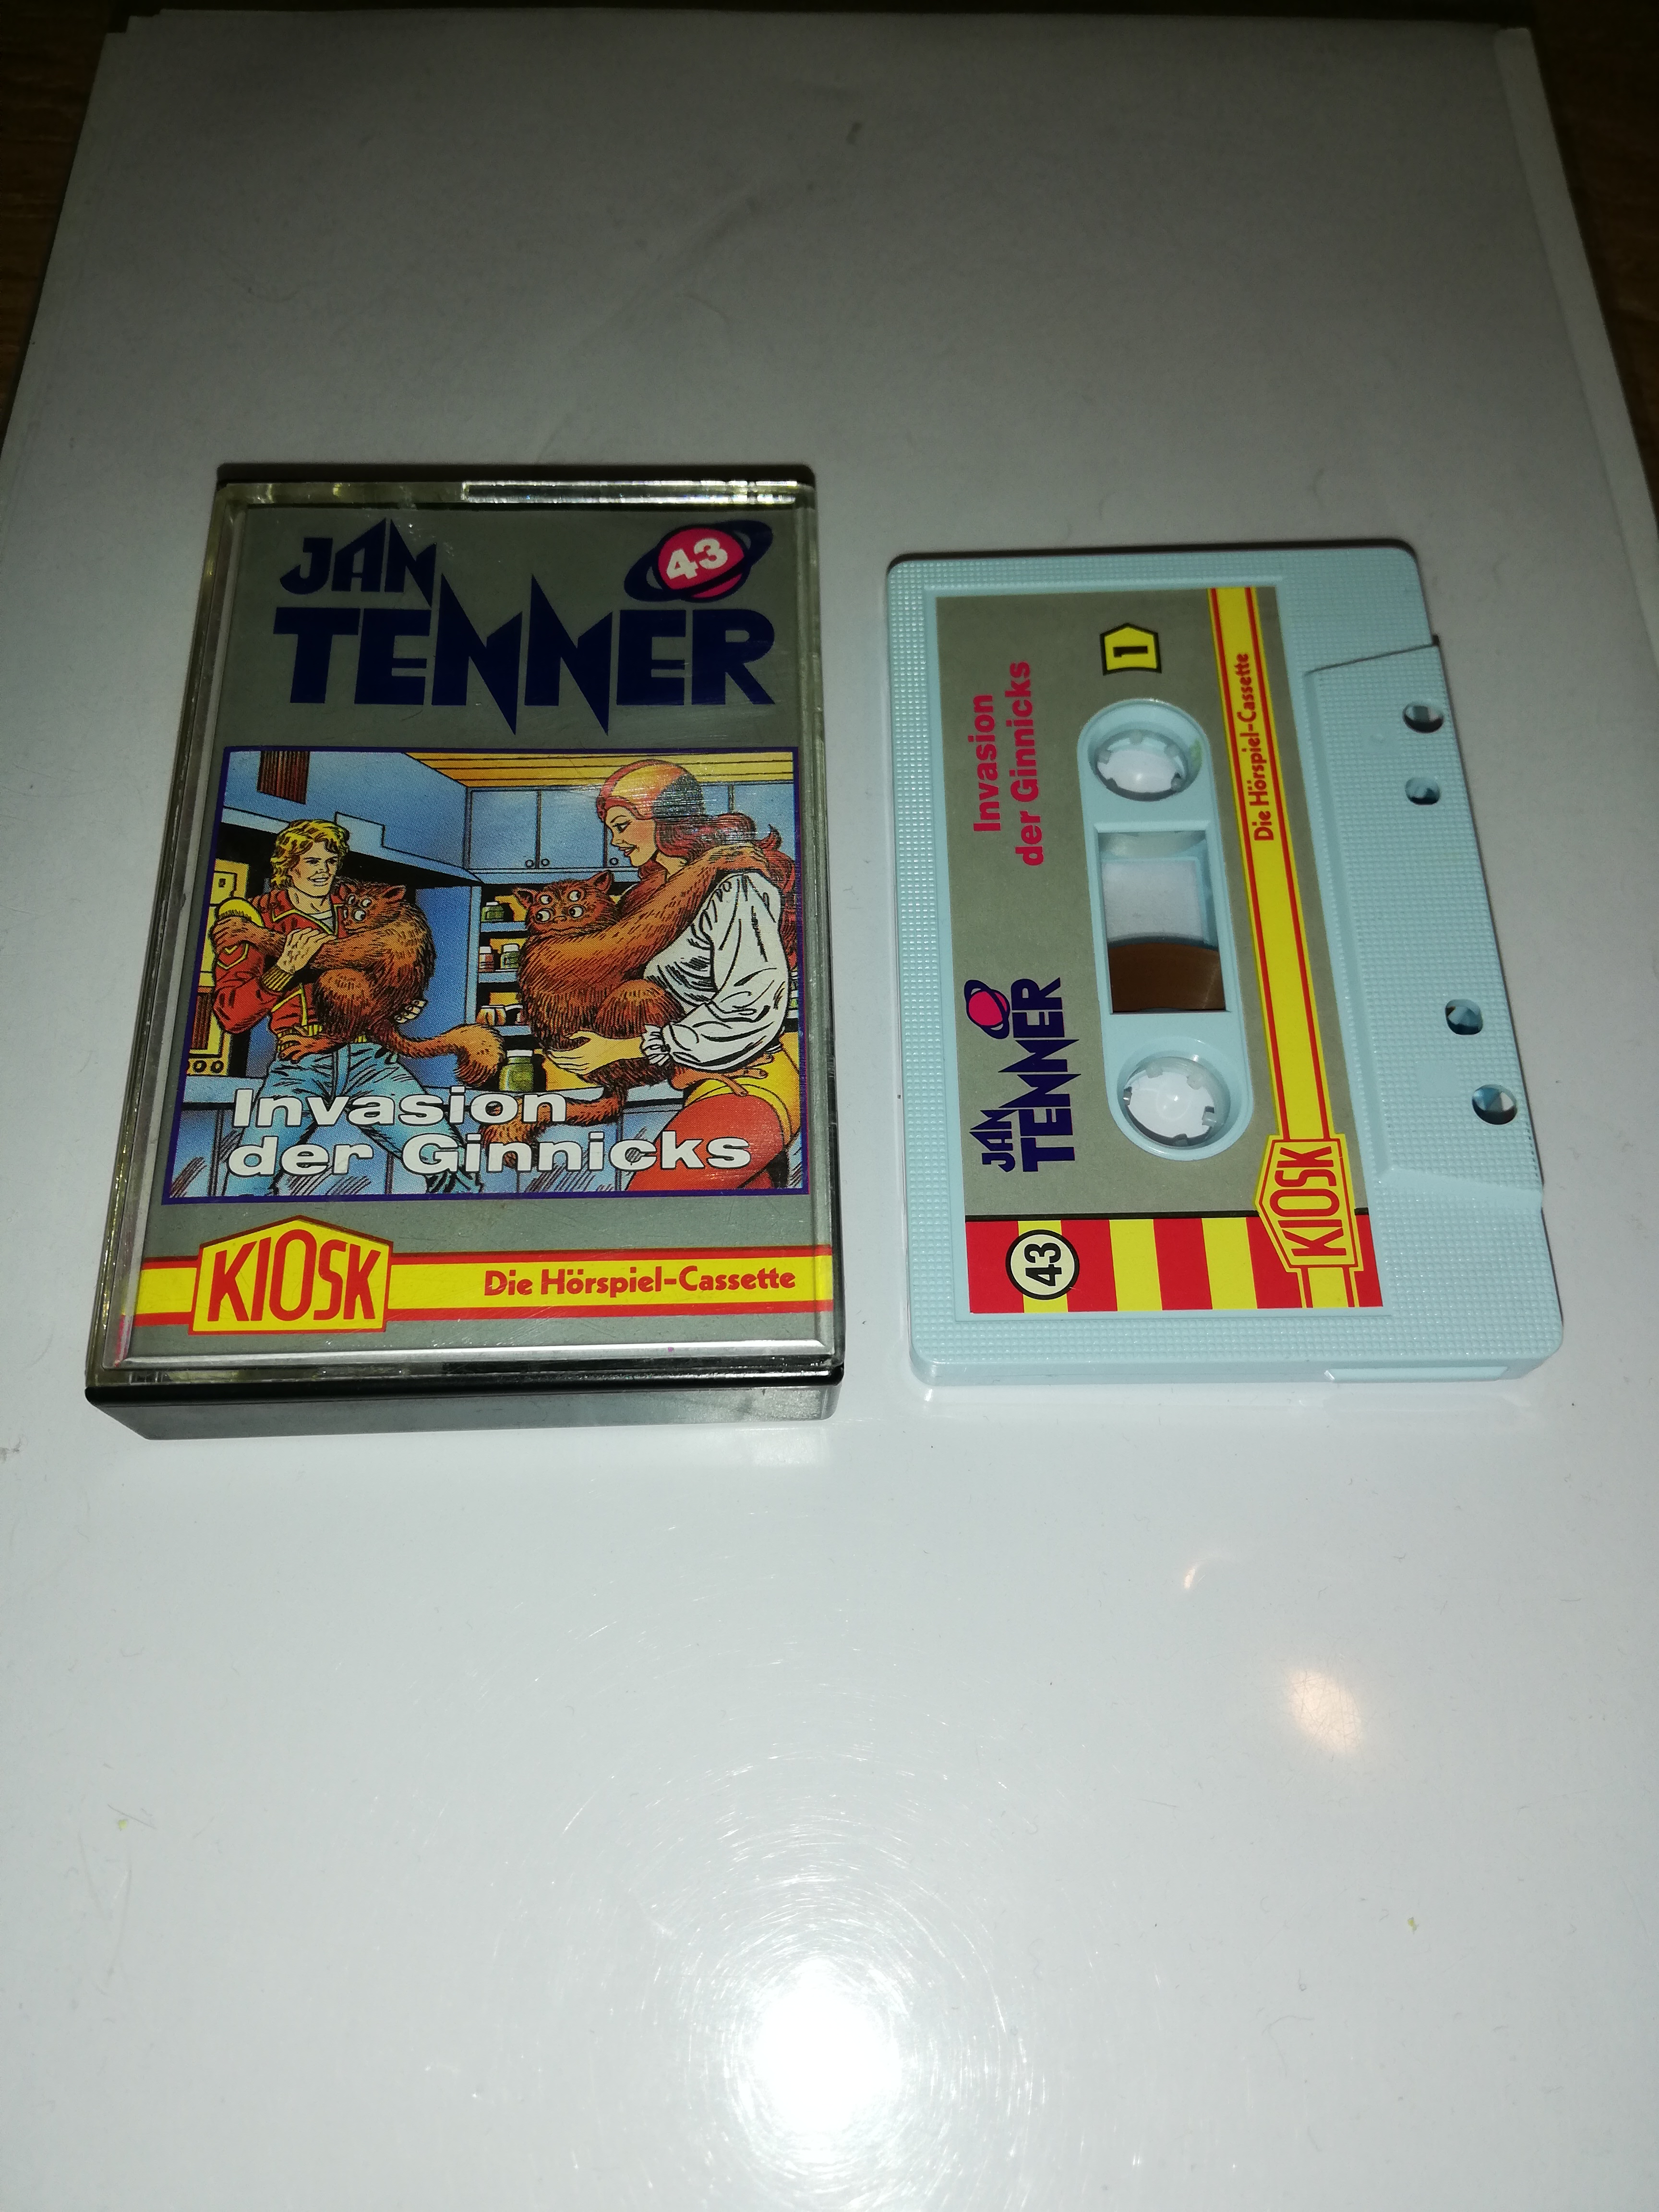 JAN
TENNER
43
Invasion
der Ginnicks
KIOSK
Die Hörspiel-Cassette
Invasion
der Ginnicks
1
JAN
TENNER
43
KIOSK
Die Hörspiel-Cassette